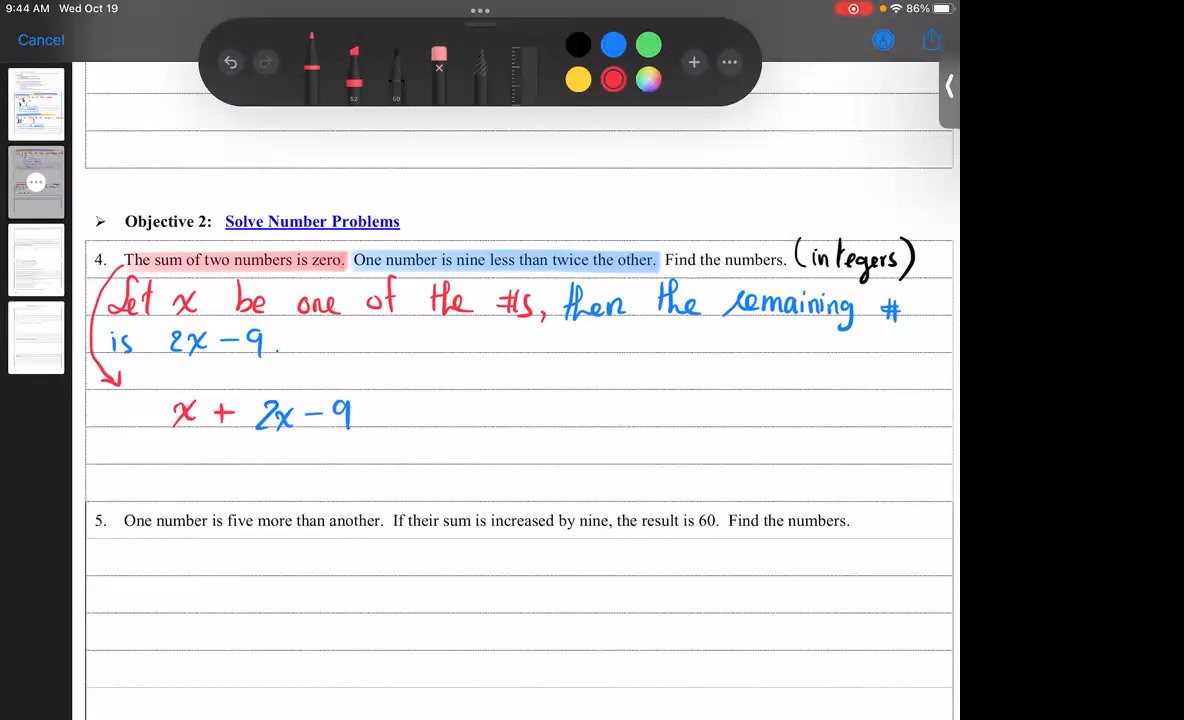 9:44 AM Wed Oct 19
86%
Cancel
52
60
➢ Objective 2: Solve Number Problems
4. The sum of two numbers is zero. One number is nine less than twice the other. Find the numbers. (integers)
Let x be one of the #s, then the remaining #
is 2x - 9.
x + 2x - 9
5. One number is five more than another. If their sum is increased by nine, the result is 60. Find the numbers.